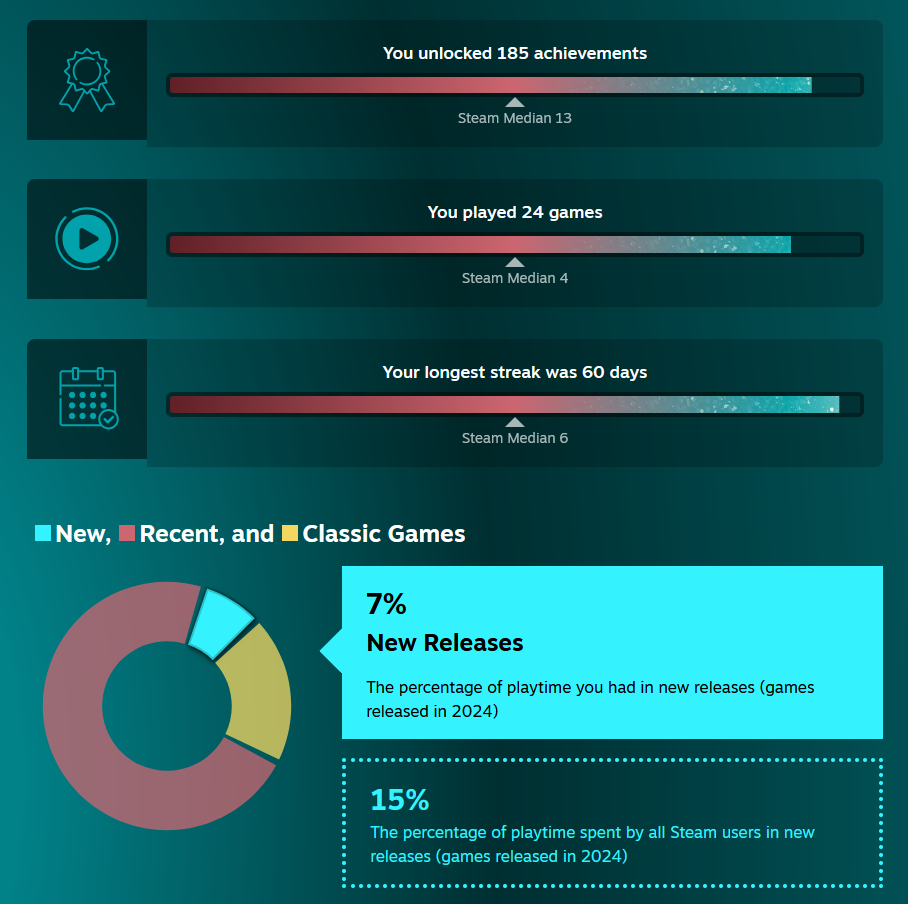 You unlocked 185 achievements
Steam Median 13
You played 24 games
Steam Median 4
Your longest streak was 60 days
Steam Median 6
New, Recent, and Classic Games
7%
New Releases
The percentage of playtime you had in new releases (games
released in 2024)
15%
The percentage of playtime spent by all Steam users in new
releases (games released in 2024)